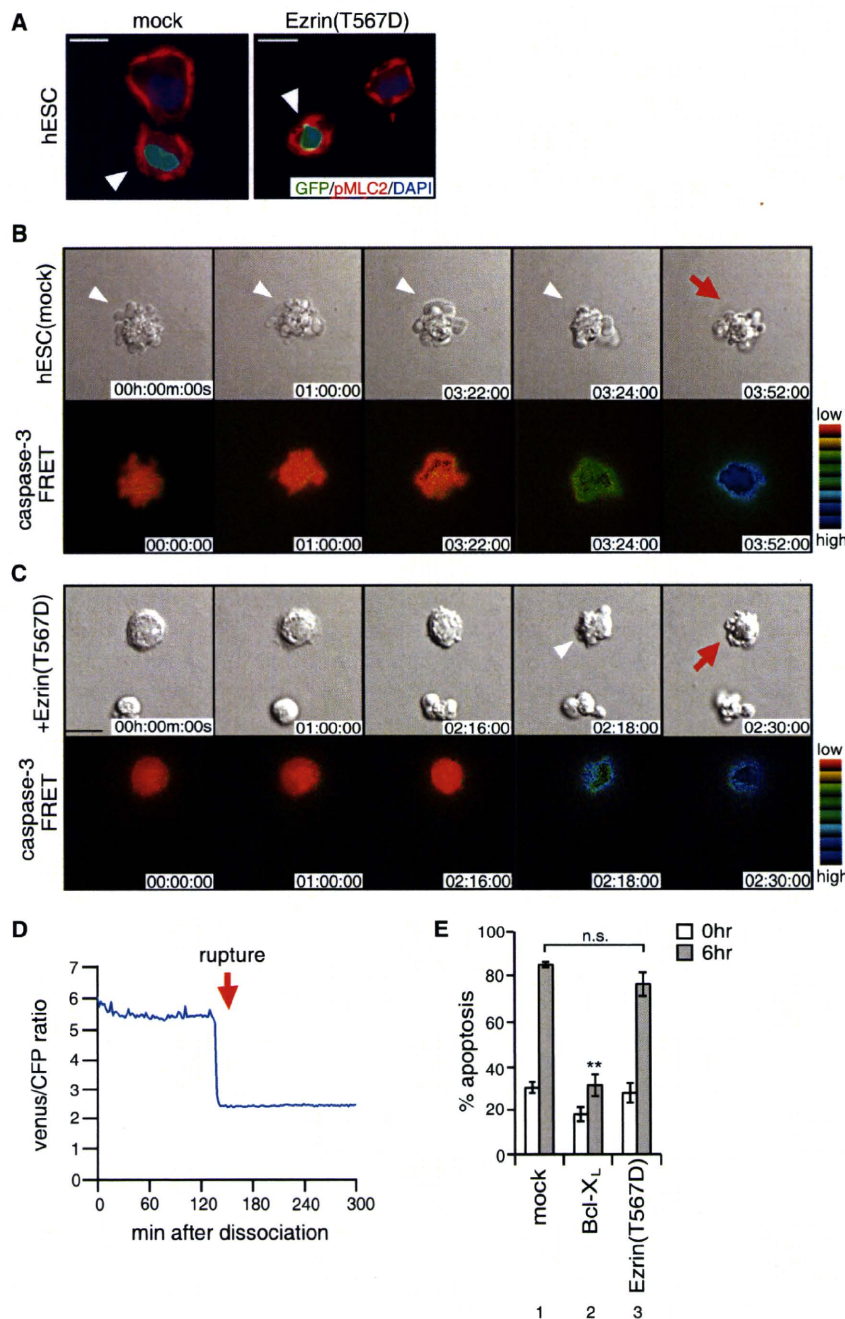 A
mock
Ezrin(T567D)
hESC
GFP/pMLC2/DAPI
B
hESC(mock)
00h:00m:00s
01:00:00
03:22:00
03:24:00
03:52:00
caspase-3
FRET
00:00:00
01:00:00
03:22:00
03:24:00
03:52:00
low
high
C
+Ezrin(T567D)
00h:00m:00s
01:00:00
02:16:00
02:18:00
02:30:00
caspase-3
FRET
00:00:00
01:00:00
02:16:00
02:18:00
02:30:00
low
high
D
rupture
venus/CFP ratio
7
6
5
4
3
2
1
0
0 60 120 180 240 300
min after dissociation
E
n.s.
0hr
6hr
% apoptosis
100
80
60
40
20
0
**
mock
Bcl-XL
Ezrin(T567D)
1 2 3